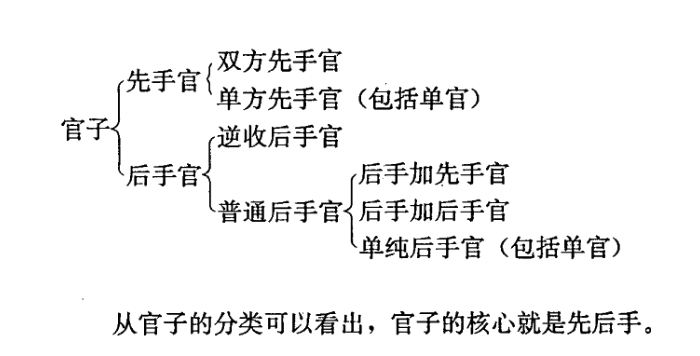 双方先手官
先手官
单方先手官（包括单官）
官子
逆收后手官
后手官
后手加先手官
普通后手官
后手加后手官
单纯后手官（包括单官）
从官子的分类可以看出，官子的核心就是先后手。